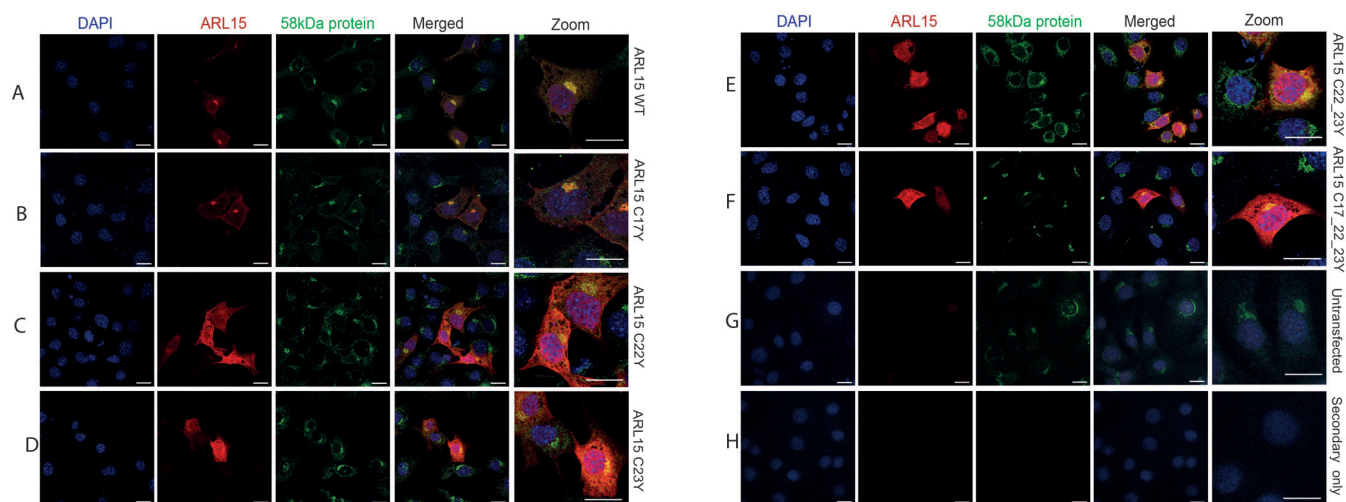 DAPI ARL15 58kDa protein Merged Zoom
A ARL15 WT
B ARL15 C17Y
C ARL15 C22Y
D ARL15 C23Y
DAPI ARL15 58kDa protein Merged Zoom
E ARL15 C22_23Y
F ARL15 C17_22_23Y
G Untransfected
H Secondary only